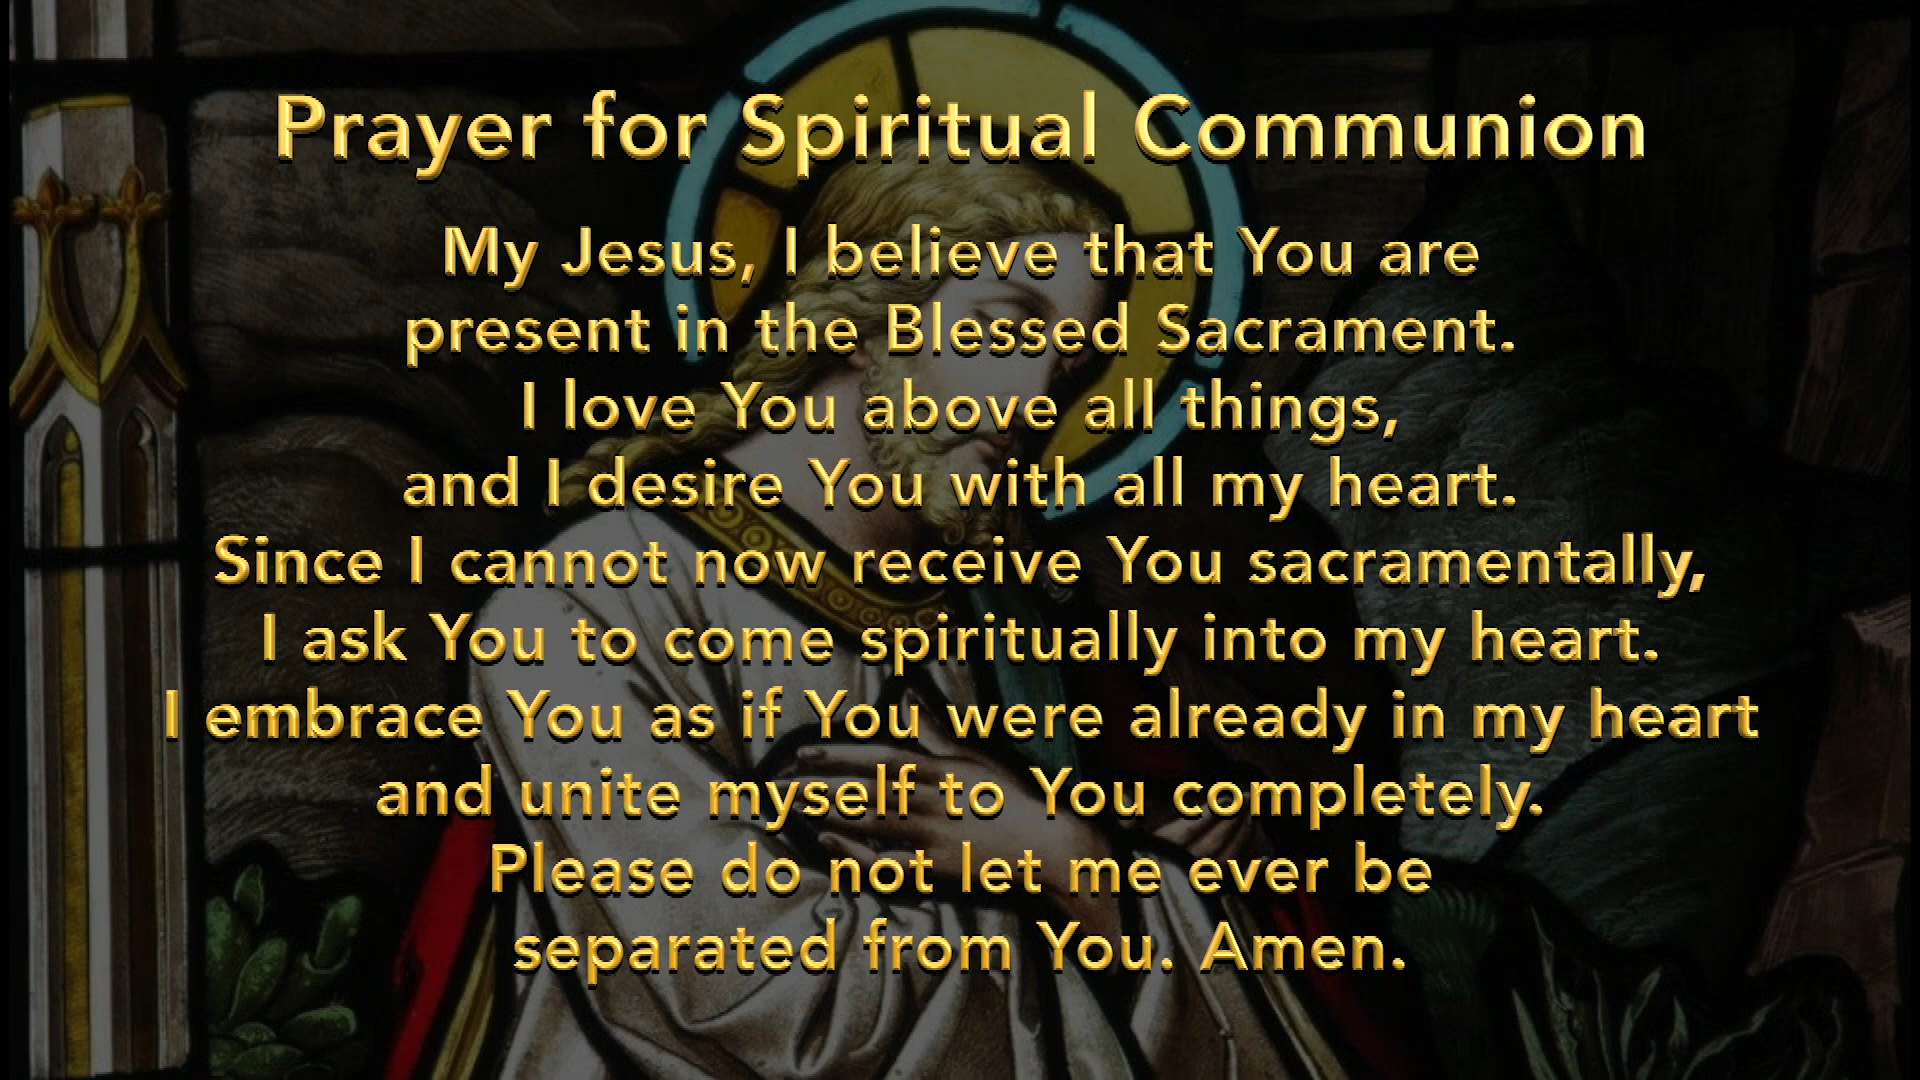 Prayer for Spiritual Communion
My Jesus, I believe that You are
present in the Blessed Sacrament.
I love You above all things,
and I desire You with all my heart.
Since I cannot now receive You sacramentally,
I ask You to come spiritually into my heart.
I embrace You as if You were already in my heart
and unite myself to You completely.
Please do not let me ever be
separated from You. Amen.